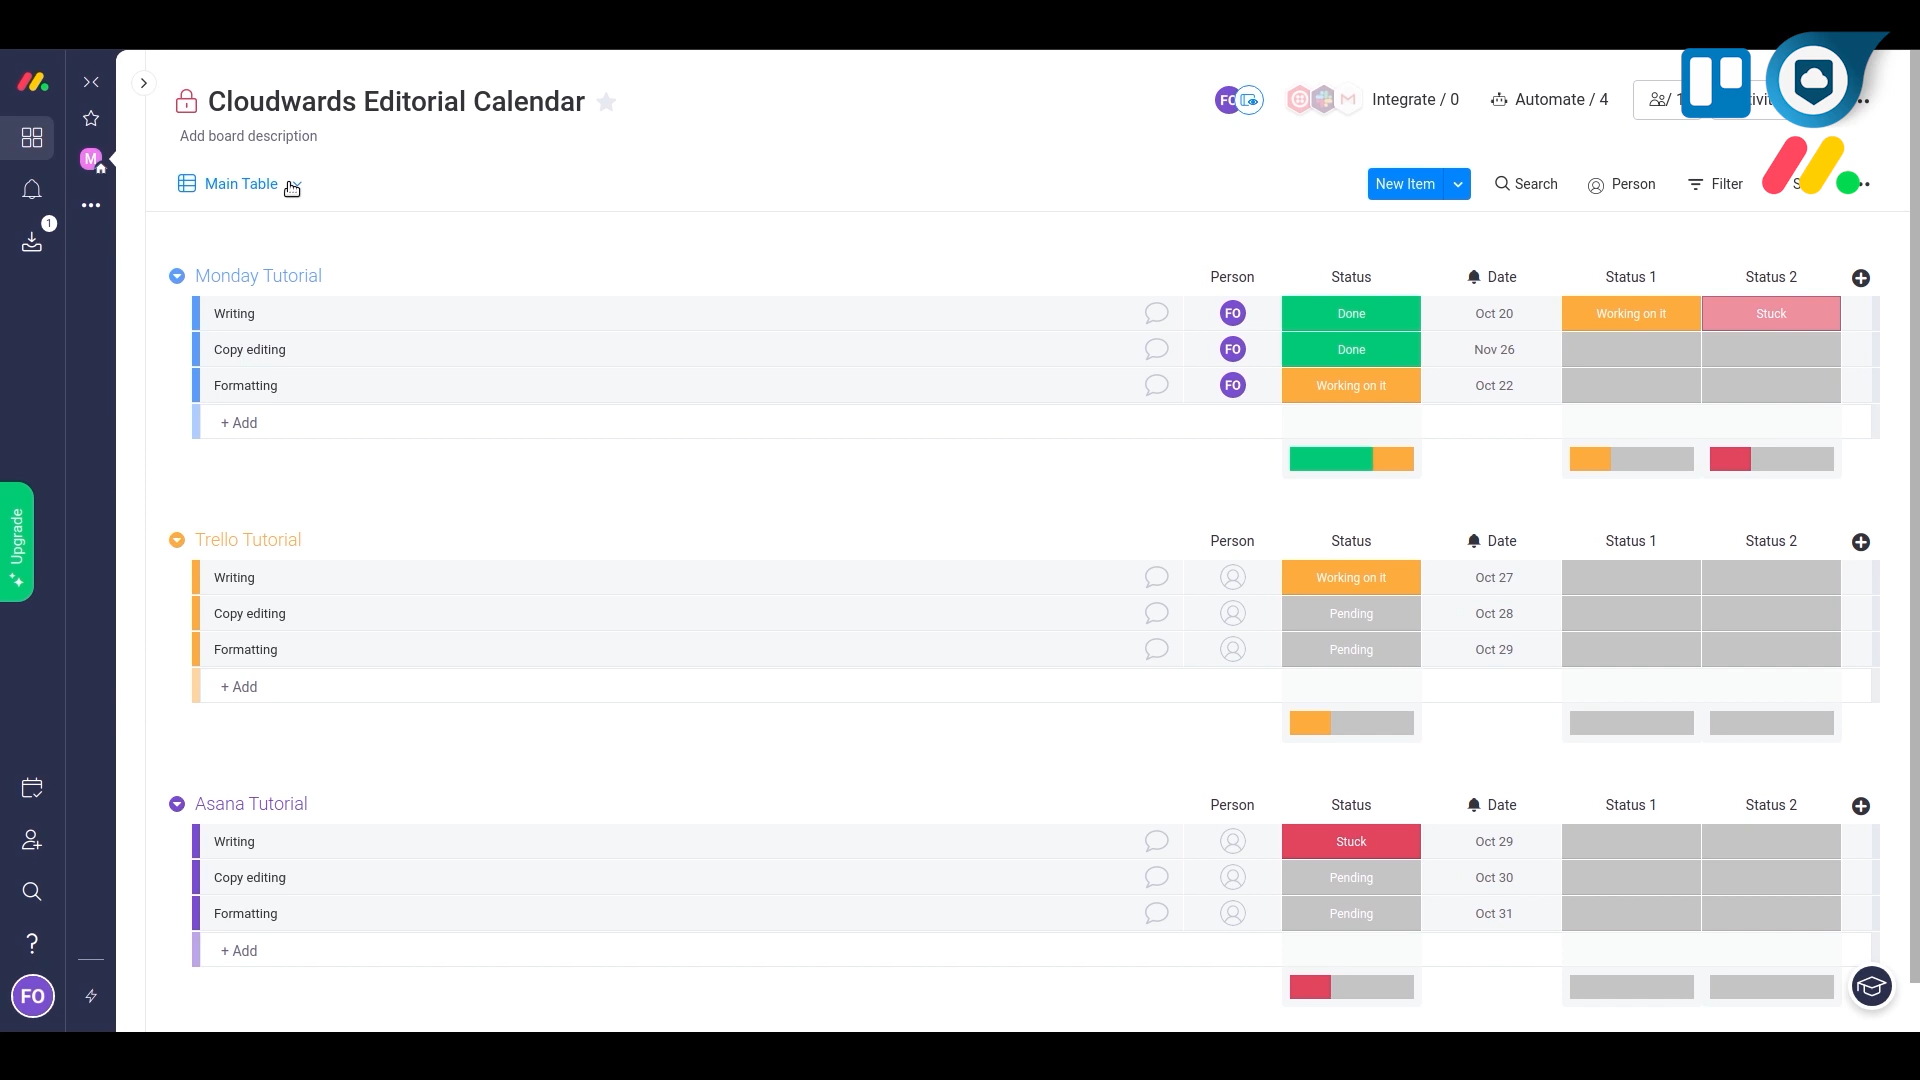 Cloudwards Editorial Calendar
FO
Integrate / 0
Automate / 4
Add board description
M
Main Table
New Item
Search
Person
Filter
1
Monday Tutorial
Person
Status
Date
Status 1
Status 2
Writing
FO
Done
Oct 20
Working on it
Stuck
Copy editing
FO
Done
Nov 26
Formatting
FO
Working on it
Oct 22
+ Add
Upgrade
Trello Tutorial
Person
Status
Date
Status 1
Status 2
Writing
Working on it
Oct 27
Copy editing
Pending
Oct 28
Formatting
Pending
Oct 29
+ Add
Asana Tutorial
Person
Status
Date
Status 1
Status 2
Writing
Stuck
Oct 29
Copy editing
Pending
Oct 30
Formatting
Pending
Oct 31
+ Add
?
FO